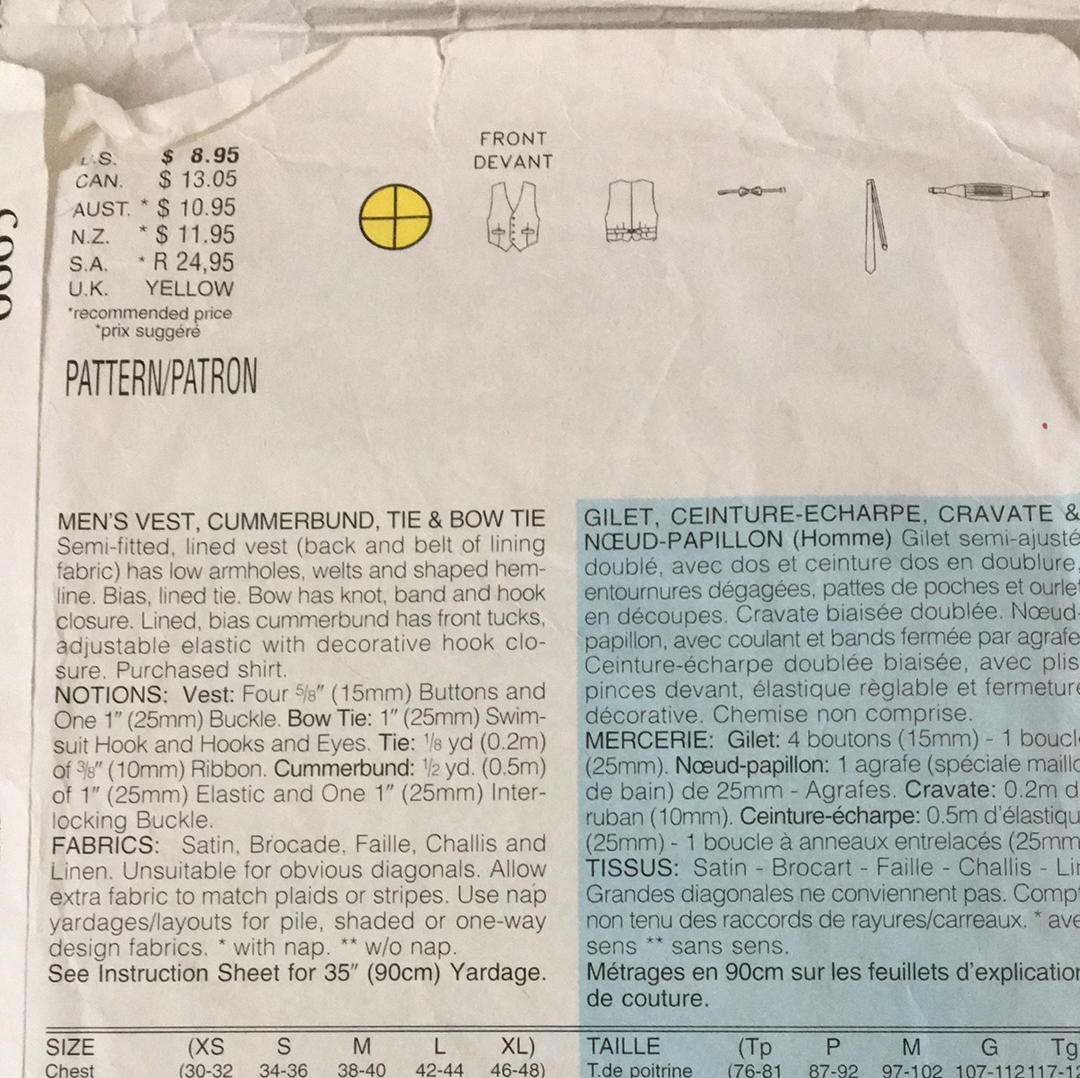 U.S. $ 8.95
CAN. $ 13.05
AUST. * $ 10.95
N.Z. * $ 11.95
S.A. * R 24,95
U.K. YELLOW
*recommended price
*prix suggéré
PATTERN/PATRON
FRONT
DEVANT
MEN'S VEST, CUMMERBUND, TIE & BOW TIE
Semi-fitted, lined vest (back and belt of lining
fabric) has low armholes, welts and shaped hem-
line. Bias, lined tie. Bow has knot, band and hook
closure. Lined, bias cummerbund has front tucks,
adjustable elastic with decorative hook clo-
sure. Purchased shirt.
NOTIONS: Vest: Four 5/8" (15mm) Buttons and
One 1" (25mm) Buckle. Bow Tie: 1" (25mm) Swim-
suit Hook and Hooks and Eyes. Tie: 1/8 yd (0.2m)
of 3/8" (10mm) Ribbon. Cummerbund: 1/2 yd. (0.5m)
of 1" (25mm) Elastic and One 1" (25mm) Inter-
locking Buckle.
FABRICS: Satin, Brocade, Faille, Challis and
Linen. Unsuitable for obvious diagonals. Allow
extra fabric to match plaids or stripes. Use nap
yardages/layouts for pile, shaded or one-way
design fabrics. * with nap. ** w/o nap.
See Instruction Sheet for 35" (90cm) Yardage.
SIZE (XS S M L XL)
Chest (30-32 34-36 38-40 42-44 46-48)
GILET, CEINTURE-ECHARPE, CRAVATE &
NŒUD-PAPILLON (Homme) Gilet semi-ajusté
doublé, avec dos et ceinture dos en doublure,
entournures dégagées, pattes de poches et ourlet
en découpes. Cravate biaisée doublée. Nœud-
papillon, avec coulant et bands fermée par agrafe
Ceinture-écharpe doublée biaisée, avec plis
pinces devant, élastique règlable et fermeture
décorative. Chemise non comprise.
MERCERIE: Gilet: 4 boutons (15mm) - 1 boucl
(25mm). Nœud-papillon: 1 agrafe (spéciale maillo
de bain) de 25mm - Agrafes. Cravate: 0.2m d
ruban (10mm). Ceinture-écharpe: 0.5m d'élastiqu
(25mm) - 1 boucle à anneaux entrelacés (25mm
TISSUS: Satin - Brocart - Faille - Challis - Lin
Grandes diagonales ne conviennent pas. Compt
non tenu des raccords de rayures/carreaux. * ave
sens ** sans sens.
Métrages en 90cm sur les feuillets d'explication
de couture.
TAILLE (Tp P M G Tg
T.de poitrine (76-81 87-92 97-102 107-112 117-12